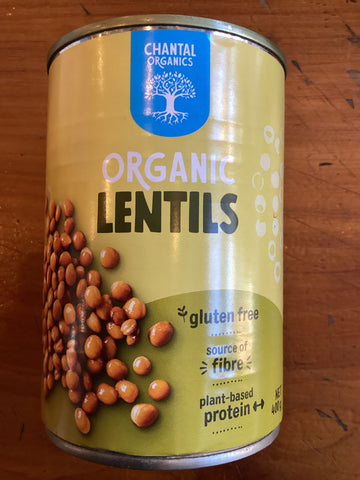 CHANTAL
ORGANICS
ORGANIC
LENTILS
gluten free
source of
fibre
plant-based
protein
NET
400g